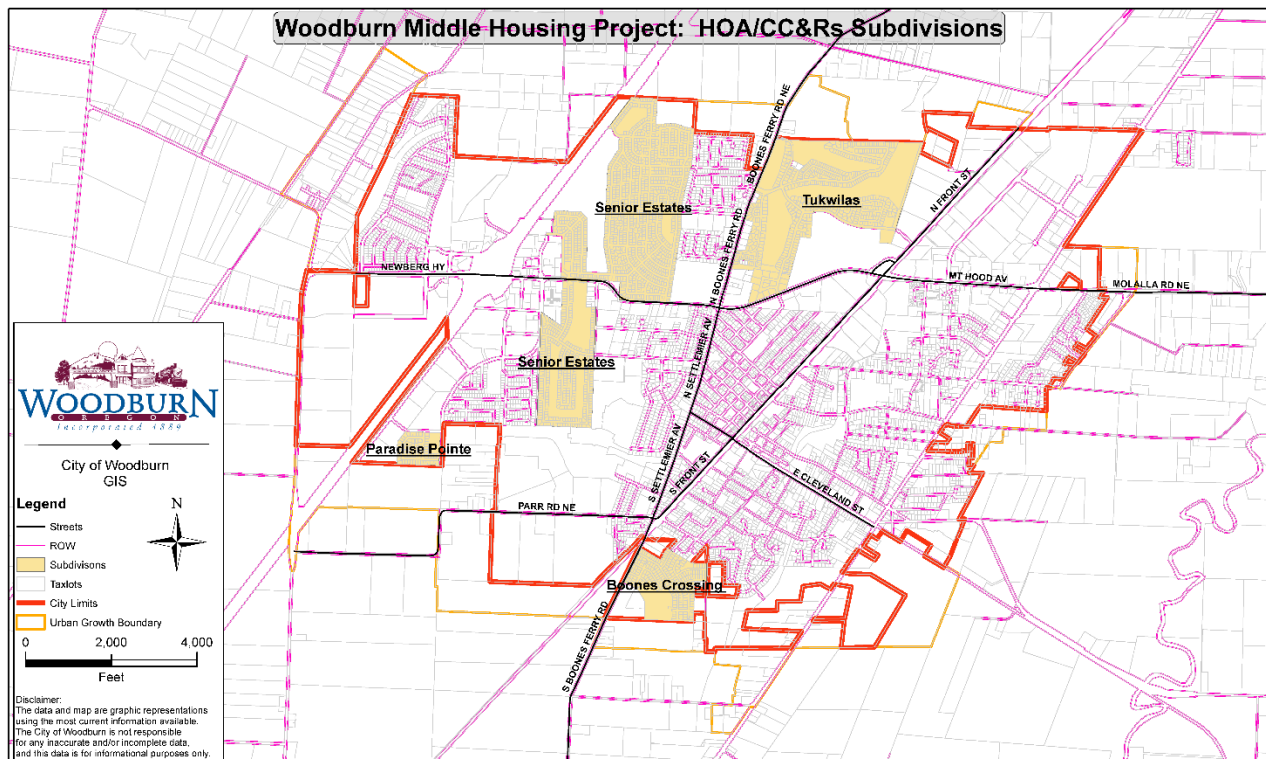 Woodburn Middle Housing Project: HOA/CC&Rs Subdivisions
BOONES FERRY RD NE
Senior Estates
Tukwilas
N FRONT ST
N BOONES FERRY RD
NEWBERG HY
MT HOOD AV
MOLALLA RD NE
Senior Estates
N SETTLEMIER AV
Paradise Pointe
S SETTLEMIER AV
S FRONT ST
E CLEVELAND ST
PARR RD NE
Boones Crossing
S BOONES FERRY RD
WOODBURN
OREGON
Incorporated 1889
City of Woodburn
GIS
Legend
N
Streets
ROW
Subdivisons
Taxlots
City Limits
Urban Growth Boundary
0 2,000 4,000
Feet
Disclaimer:
The data and map are graphic representations
using the most current information available.
The City of Woodburn is not responsible
for any inaccurate and/or incomplete data,
and this data is for informational purposes only.